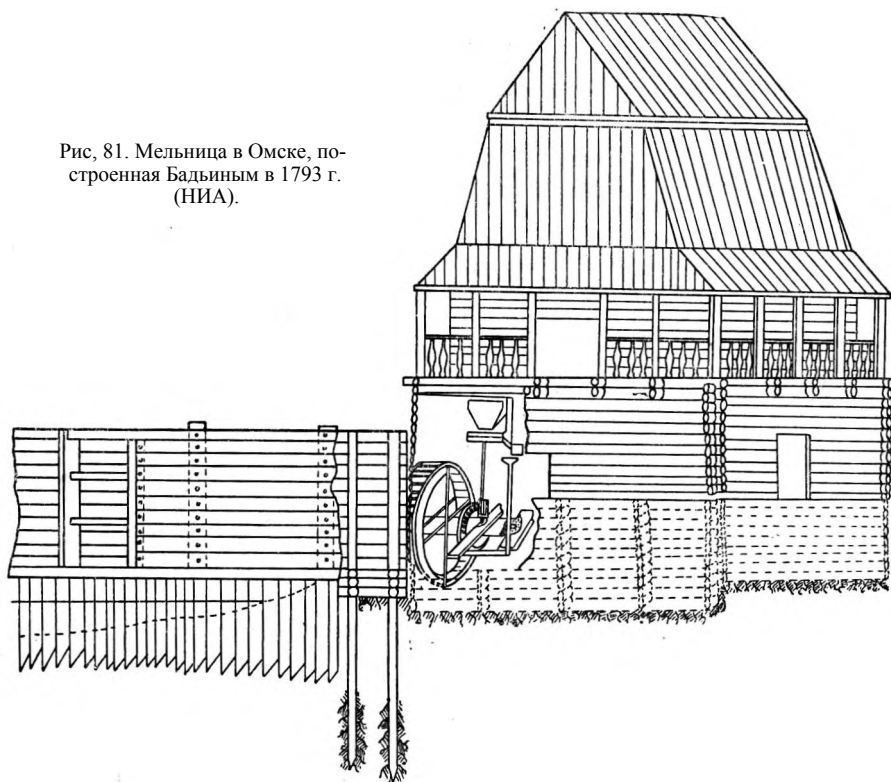 Рис, 81. Мельница в Омске, по-
строенная Бадьиным в 1793 г.
(НИА).